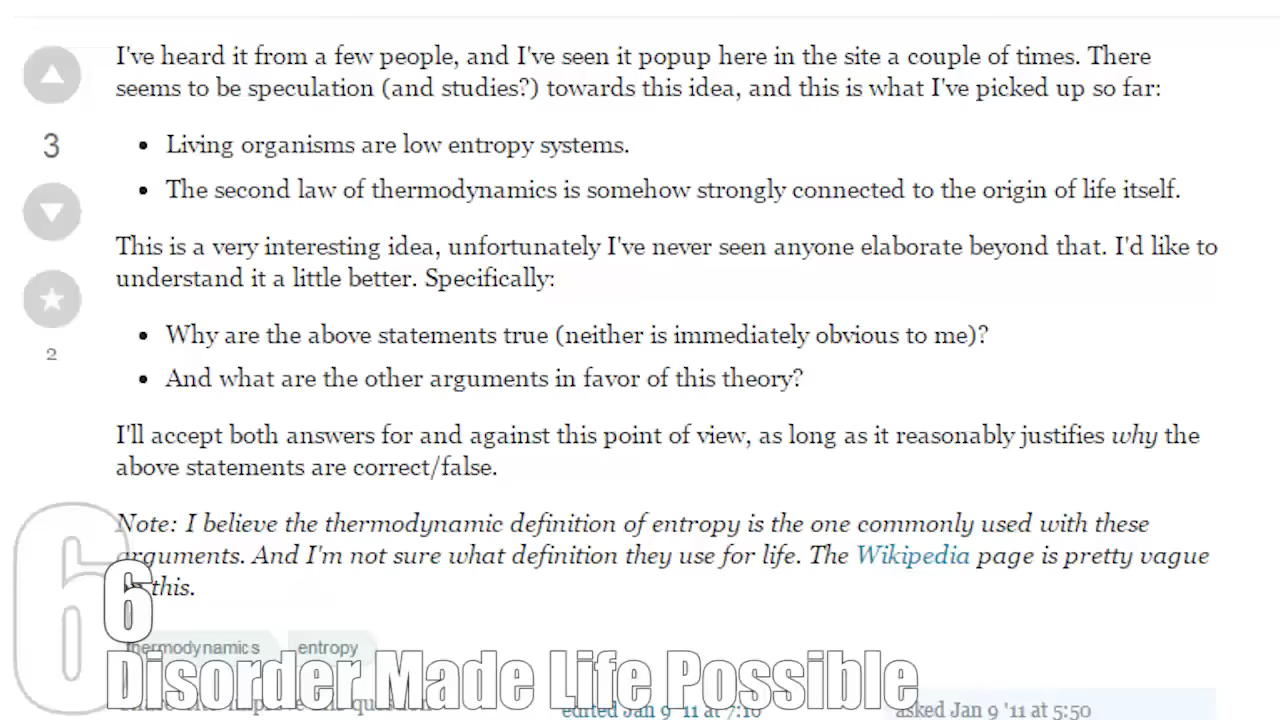 I've heard it from a few people, and I've seen it popup here in the site a couple of times. There
seems to be speculation (and studies?) towards this idea, and this is what I've picked up so far:
3
• Living organisms are low entropy systems.
• The second law of thermodynamics is somehow strongly connected to the origin of life itself.
This is a very interesting idea, unfortunately I've never seen anyone elaborate beyond that. I'd like to
understand it a little better. Specifically:
2
• Why are the above statements true (neither is immediately obvious to me)?
• And what are the other arguments in favor of this theory?
I'll accept both answers for and against this point of view, as long as it reasonably justifies why the
above statements are correct/false.
Note: I believe the thermodynamic definition of entropy is the one commonly used with these
arguments. And I'm not sure what definition they use for life. The Wikipedia page is pretty vague
this.
6
6
thermodynamics entropy
Disorder Made Life Possible
edited Jan 9 '11 at 7:10 asked Jan 9 '11 at 5:50